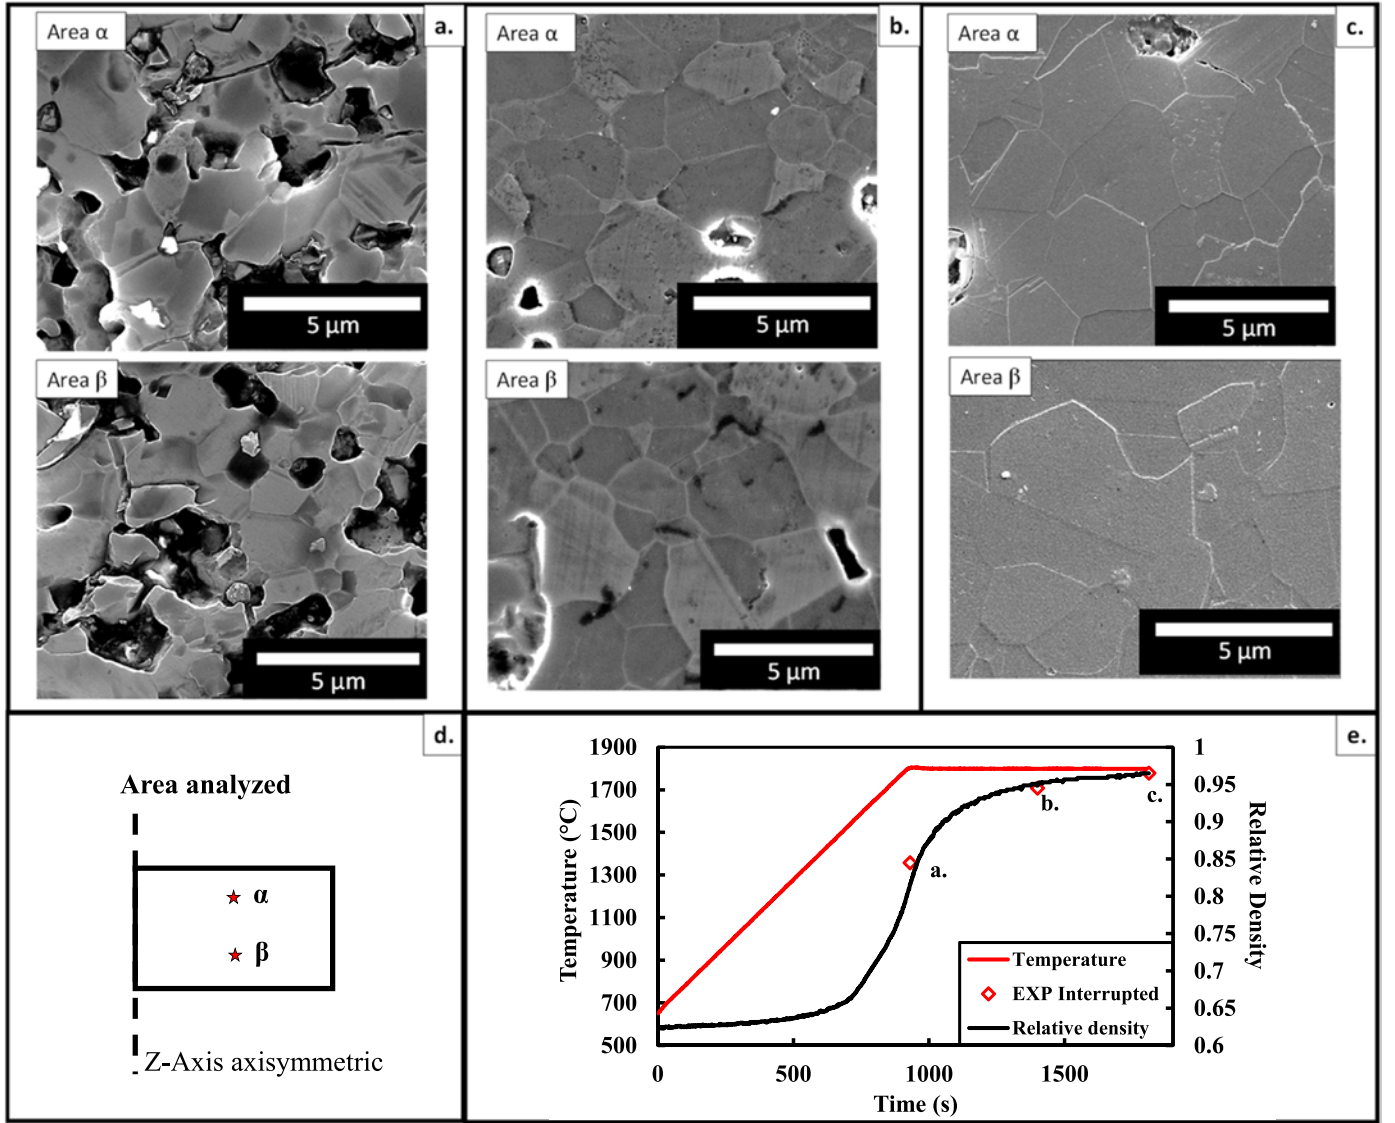 Area α
a.
5 µm
Area β
5 µm
Area α
b.
5 µm
Area β
5 µm
Area α
c.
5 µm
Area β
5 µm
d.
Area analyzed
α
β
Z-Axis axisymmetric
e.
1900
1700
1500
1300
1100
900
700
500
Temperature (°C)
1
0.95
0.9
0.85
0.8
0.75
0.7
0.65
0.6
Relative Density
a.
b.
c.
Temperature
EXP Interrupted
Relative density
0
500
1000
1500
Time (s)